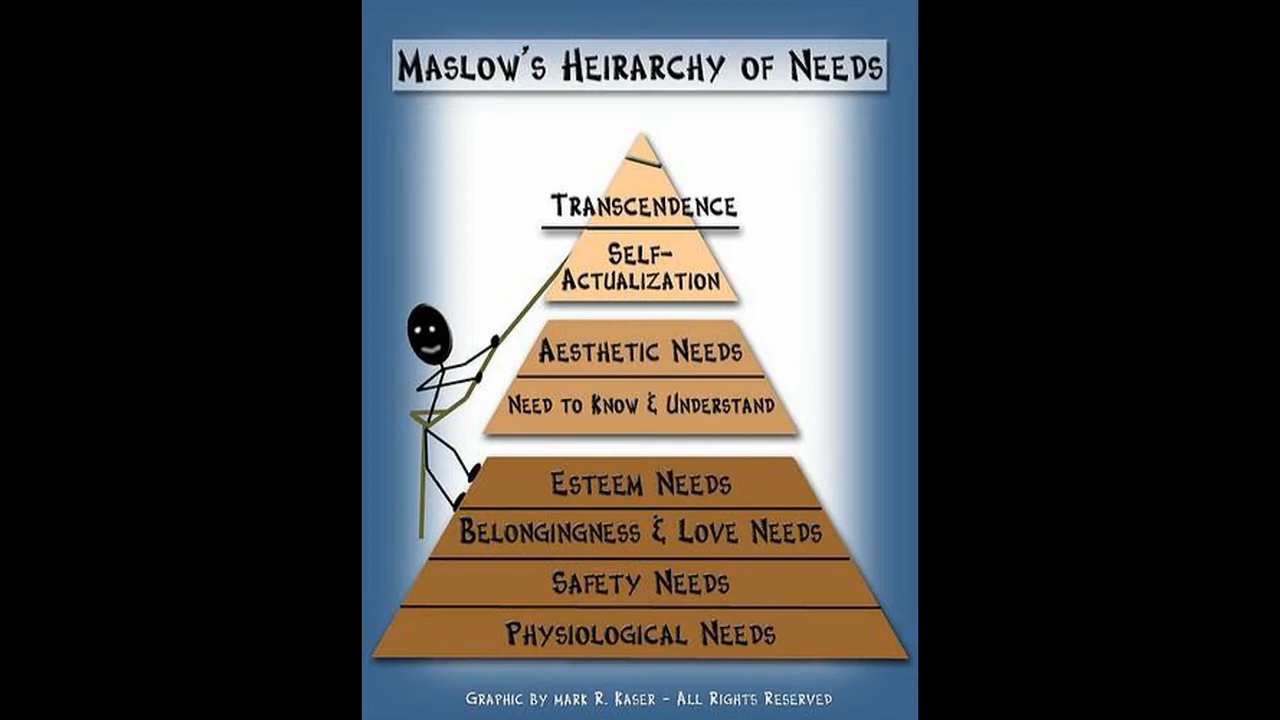 Maslow's Heirarchy of Needs
Transcendence
Self-
Actualization
Aesthetic Needs
Need to Know & Understand
Esteem Needs
Belongingness & Love Needs
Safety Needs
Physiological Needs
Graphic by Mark R. Kaser - All Rights Reserved